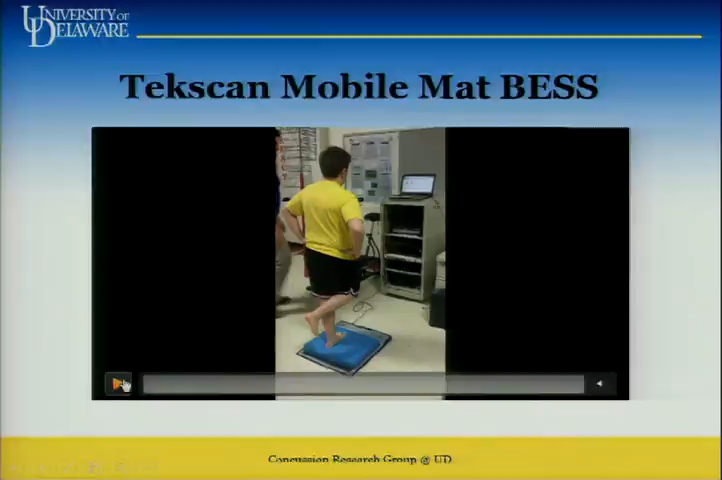 UNIVERSITY OF
DELAWARE
Tekscan Mobile Mat BESS
Concussion Research Group @ UD